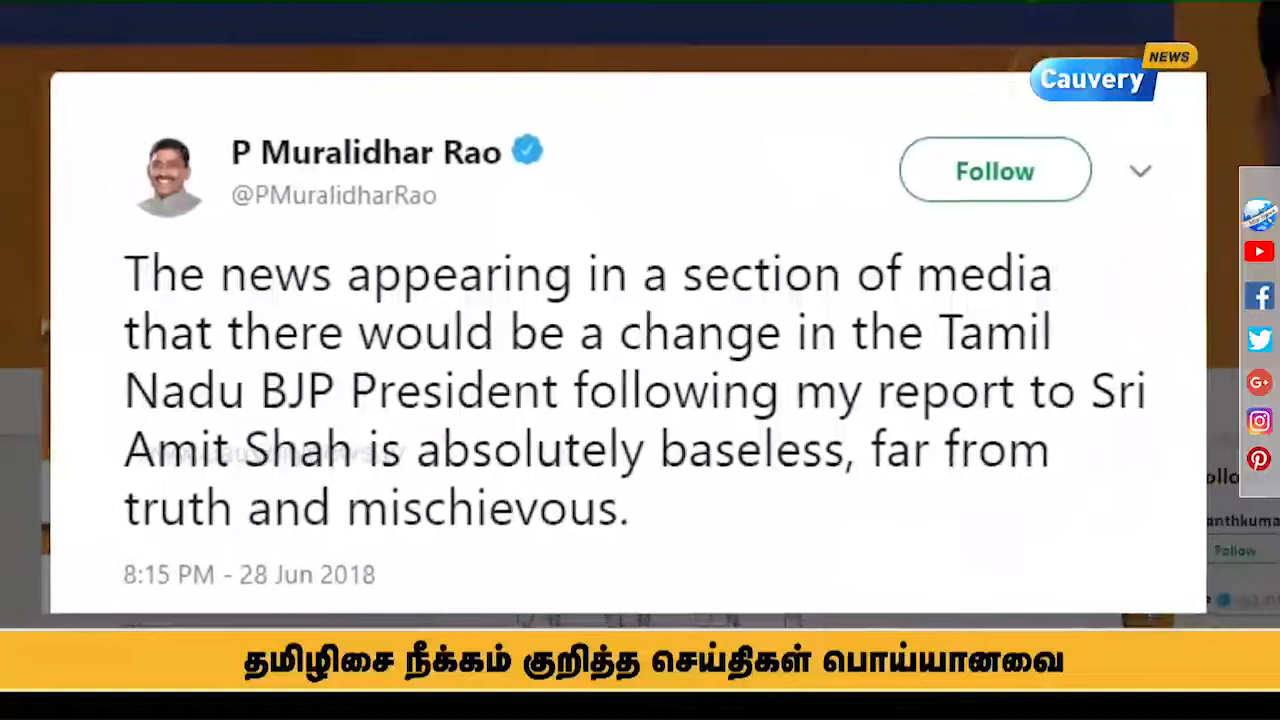 NEWS
Cauvery
P Muralidhar Rao
@PMuralidharRao
Follow
The news appearing in a section of media
that there would be a change in the Tamil
Nadu BJP President following my report to Sri
Amit Shah is absolutely baseless, far from
truth and mischievous.
8:15 PM - 28 Jun 2018
anthkuma
Follow
தமிழிசை நீக்கம் குறித்த செய்திகள் பொய்யானவை